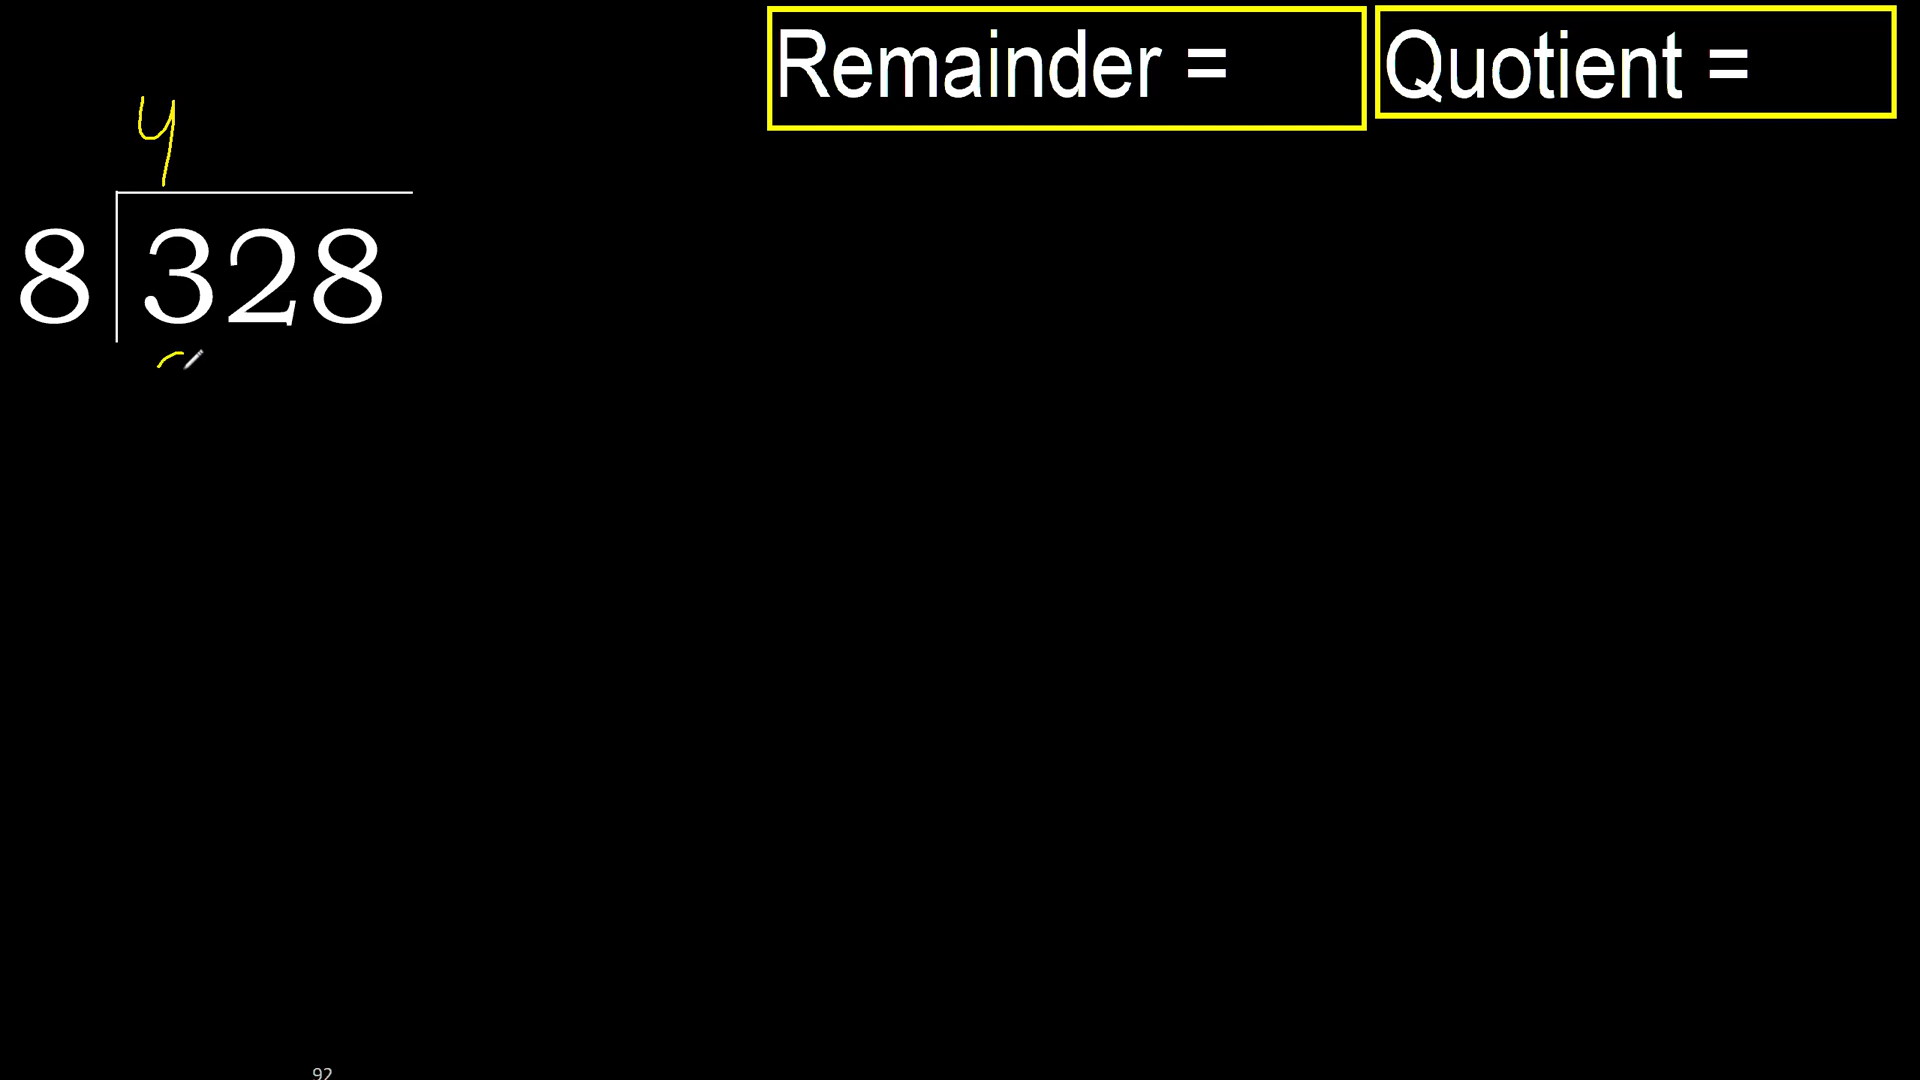 Remainder = Quotient =
4
8 328
92